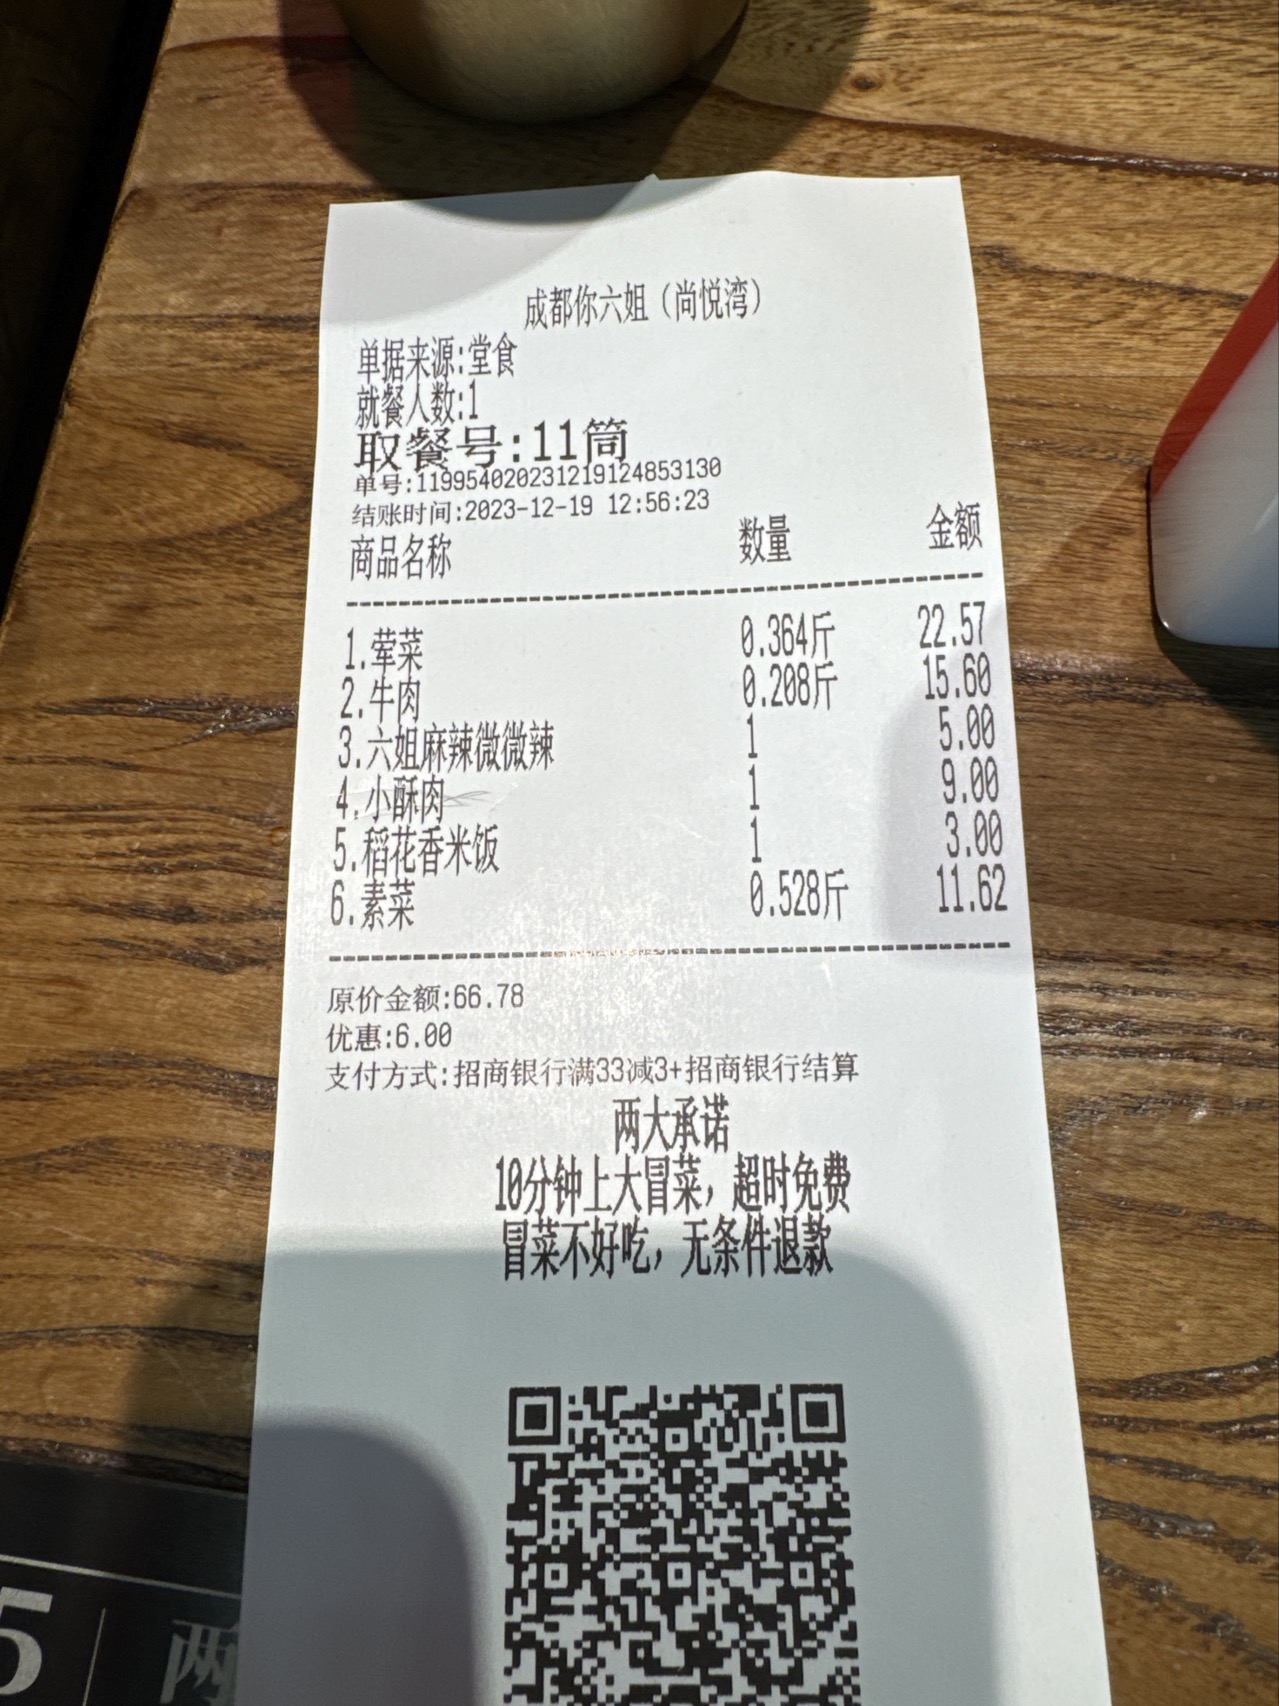 成都你六姐（尚悦湾）
单据来源:堂食
就餐人数:1
取餐号:11筒
单号:119954020231219124853130
结账时间:2023-12-19 12:56:23
商品名称 数量 金额
1.荤菜 0.364斤 22.57
2.牛肉 0.208斤 15.60
3.六姐麻辣微微辣 1 5.00
4.小酥肉 1 9.00
5.稻花香米饭 1 3.00
6.素菜 0.528斤 11.62
原价金额:66.78
优惠:6.00
支付方式:招商银行满33减3+招商银行结算
两大承诺
10分钟上大冒菜，超时免费
冒菜不好吃，无条件退款
5 两